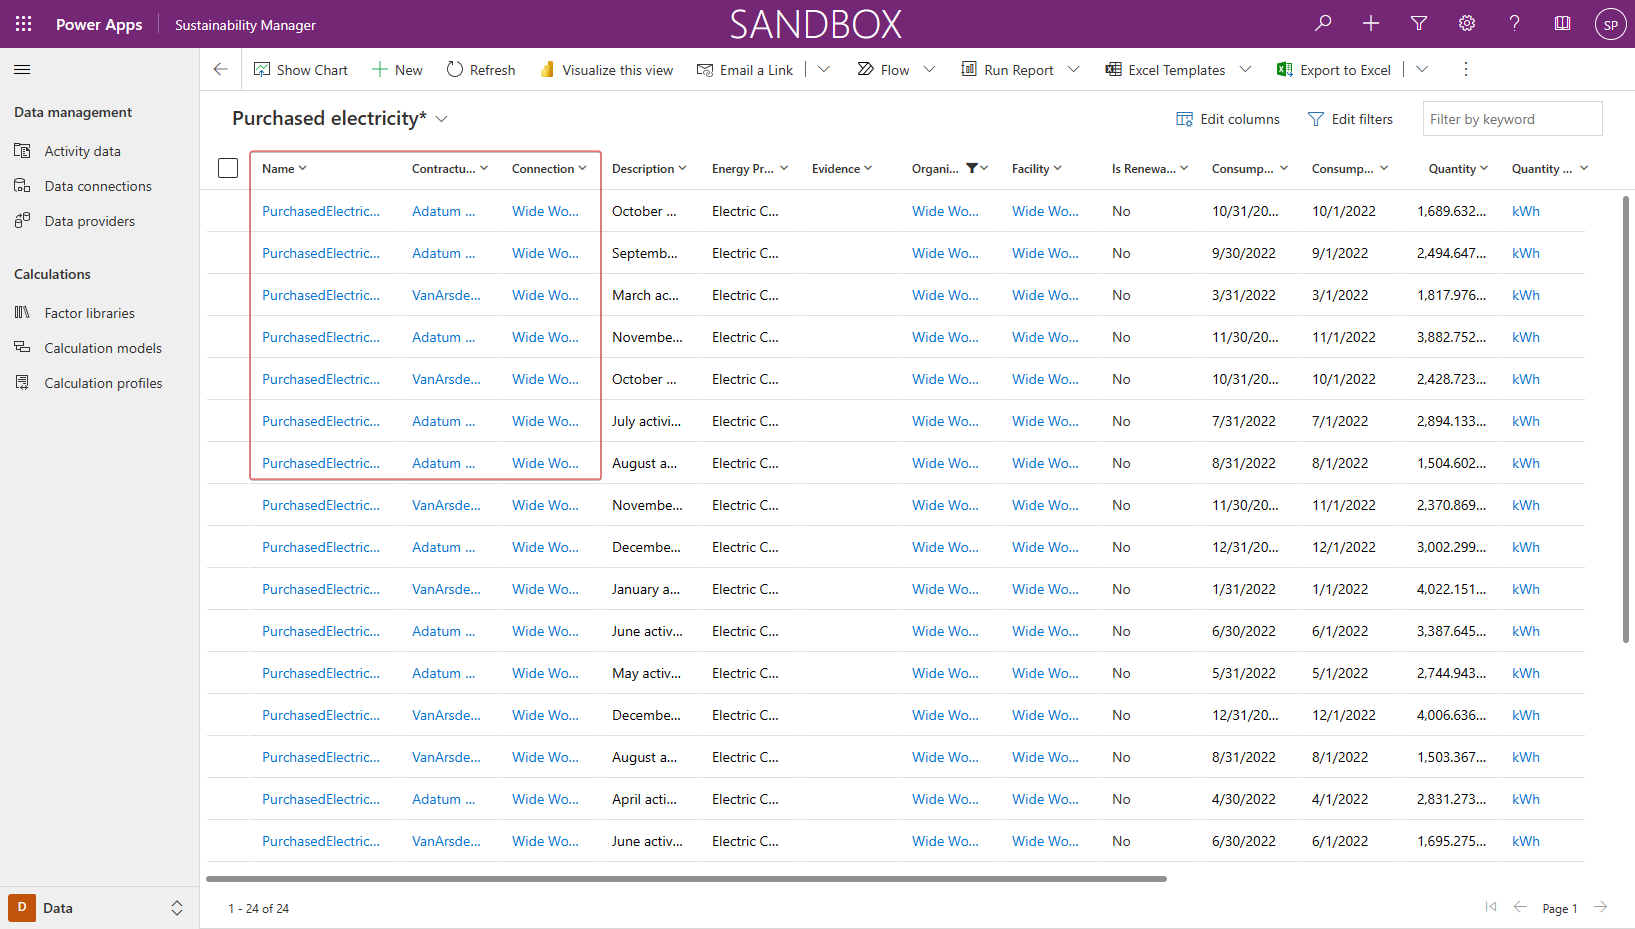 Power Apps Sustainability Manager SANDBOX SP
Show Chart New Refresh Visualize this view Email a Link Flow Run Report Excel Templates Export to Excel
Data management
Activity data
Data connections
Data providers
Calculations
Factor libraries
Calculation models
Calculation profiles
D Data
Purchased electricity* Edit columns Edit filters Filter by keyword
Name Contractu... Connection Description Energy Pr... Evidence Organi... Facility Is Renewa... Consump... Consump... Quantity Quantity ...
PurchasedElectric... Adatum ... Wide Wo... October ... Electric C... Wide Wo... Wide Wo... No 10/31/20... 10/1/2022 1,689.632... kWh
PurchasedElectric... Adatum ... Wide Wo... Septemb... Electric C... Wide Wo... Wide Wo... No 9/30/2022 9/1/2022 2,494.647... kWh
PurchasedElectric... VanArsde... Wide Wo... March ac... Electric C... Wide Wo... Wide Wo... No 3/31/2022 3/1/2022 1,817.976... kWh
PurchasedElectric... Adatum ... Wide Wo... Novembe... Electric C... Wide Wo... Wide Wo... No 11/30/20... 11/1/2022 3,882.752... kWh
PurchasedElectric... VanArsde... Wide Wo... October ... Electric C... Wide Wo... Wide Wo... No 10/31/20... 10/1/2022 2,428.723... kWh
PurchasedElectric... Adatum ... Wide Wo... July activi... Electric C... Wide Wo... Wide Wo... No 7/31/2022 7/1/2022 2,894.133... kWh
PurchasedElectric... Adatum ... Wide Wo... August a... Electric C... Wide Wo... Wide Wo... No 8/31/2022 8/1/2022 1,504.602... kWh
PurchasedElectric... VanArsde... Wide Wo... Novembe... Electric C... Wide Wo... Wide Wo... No 11/30/20... 11/1/2022 2,370.869... kWh
PurchasedElectric... Adatum ... Wide Wo... Decembe... Electric C... Wide Wo... Wide Wo... No 12/31/20... 12/1/2022 3,002.299... kWh
PurchasedElectric... VanArsde... Wide Wo... January a... Electric C... Wide Wo... Wide Wo... No 1/31/2022 1/1/2022 4,022.151... kWh
PurchasedElectric... Adatum ... Wide Wo... June activ... Electric C... Wide Wo... Wide Wo... No 6/30/2022 6/1/2022 3,387.645... kWh
PurchasedElectric... Adatum ... Wide Wo... May activ... Electric C... Wide Wo... Wide Wo... No 5/31/2022 5/1/2022 2,744.943... kWh
PurchasedElectric... VanArsde... Wide Wo... Decembe... Electric C... Wide Wo... Wide Wo... No 12/31/20... 12/1/2022 4,006.636... kWh
PurchasedElectric... VanArsde... Wide Wo... August a... Electric C... Wide Wo... Wide Wo... No 8/31/2022 8/1/2022 1,503.367... kWh
PurchasedElectric... Adatum ... Wide Wo... April acti... Electric C... Wide Wo... Wide Wo... No 4/30/2022 4/1/2022 2,831.273... kWh
PurchasedElectric... VanArsde... Wide Wo... June activ... Electric C... Wide Wo... Wide Wo... No 6/30/2022 6/1/2022 1,695.275... kWh
1 - 24 of 24 Page 1